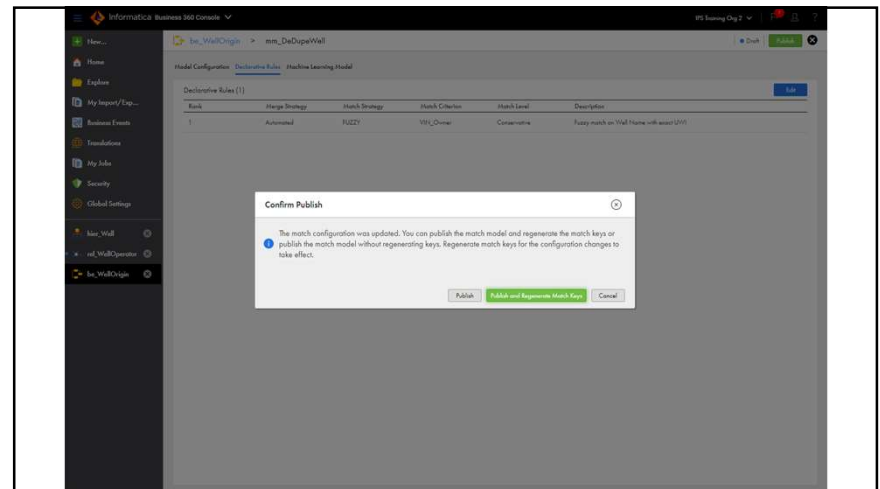 Informatica Business 360 Console
IPS Training Org 2
New...
be_WellOrigin > mm_DeDupeWell
Draft
Publish
Home
Model Configuration Declarative Rules Machine Learning Model
Explore
Declarative Rules (1)
Edit
My Import/Exp...
Rank Merge Strategy Match Strategy Match Criterion Match Level Description
Business Events
1 Automated FUZZY Conservative Fuzzy match on Well Name with exact UWI
Translations
My Jobs
Security
Global Settings
Confirm Publish
hier_Well
The match configuration was updated. You can publish the match model and regenerate the match keys or
publish the match model without regenerating keys. Regenerate match keys for the configuration changes to
take effect.
rel_WellOperator
be_WellOrigin
Publish Publish and Regenerate Match Keys Cancel